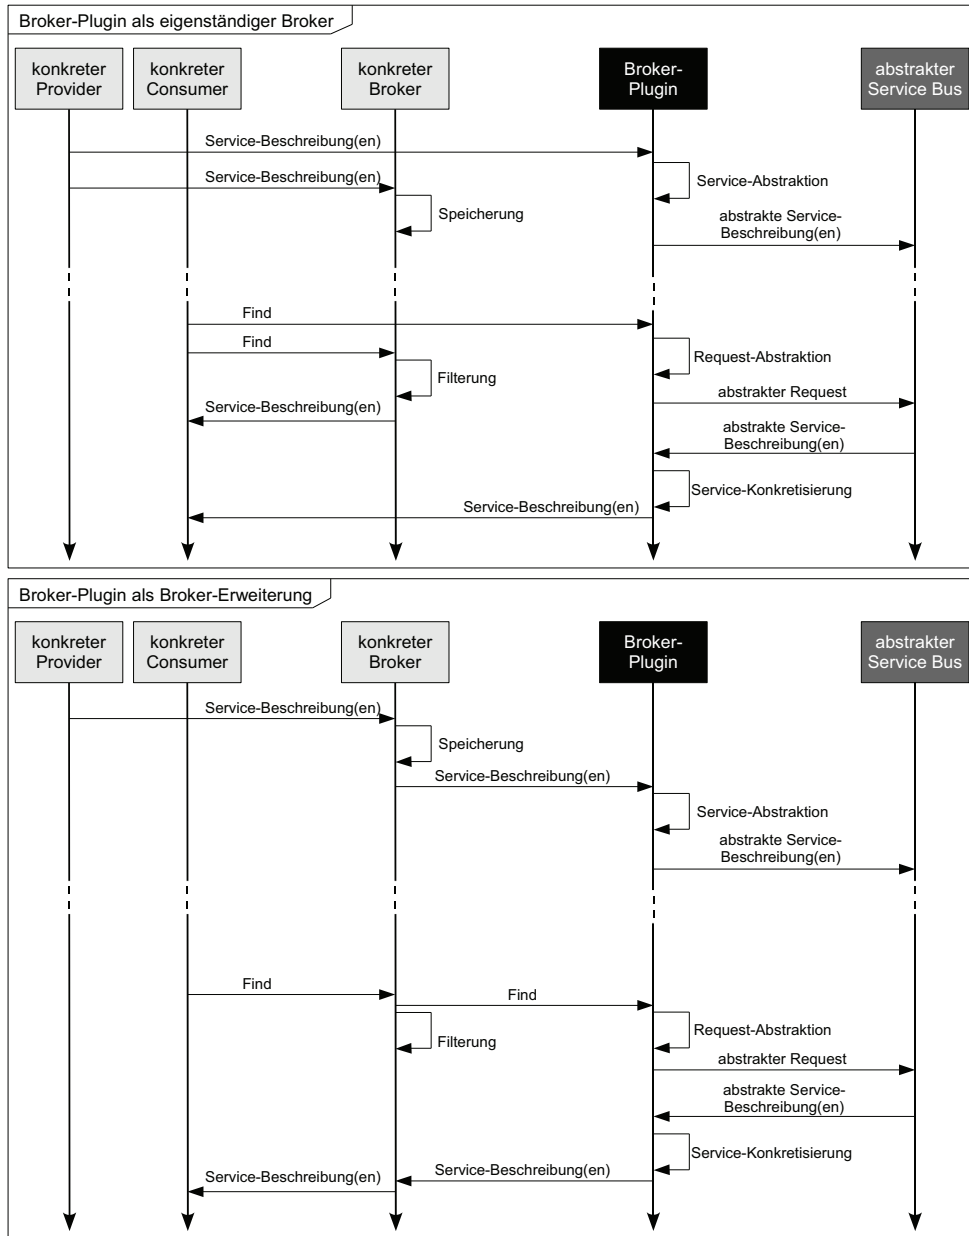 Broker-Plugin als eigenständiger Broker
konkreter
Provider
konkreter
Consumer
konkreter
Broker
Broker-
Plugin
abstrakter
Service Bus
Service-Beschreibung(en)
Service-Abstraktion
Service-Beschreibung(en)
Speicherung
abstrakte Service-
Beschreibung(en)
Find
Find
Request-Abstraktion
Filterung
abstrakter Request
Service-Beschreibung(en)
abstrakte Service-
Beschreibung(en)
Service-Konkretisierung
Service-Beschreibung(en)
Broker-Plugin als Broker-Erweiterung
konkreter
Provider
konkreter
Consumer
konkreter
Broker
Broker-
Plugin
abstrakter
Service Bus
Service-Beschreibung(en)
Speicherung
Service-Beschreibung(en)
Service-Abstraktion
abstrakte Service-
Beschreibung(en)
Find
Find
Request-Abstraktion
Filterung
abstrakter Request
abstrakte Service-
Beschreibung(en)
Service-Konkretisierung
Service-Beschreibung(en)
Service-Beschreibung(en)